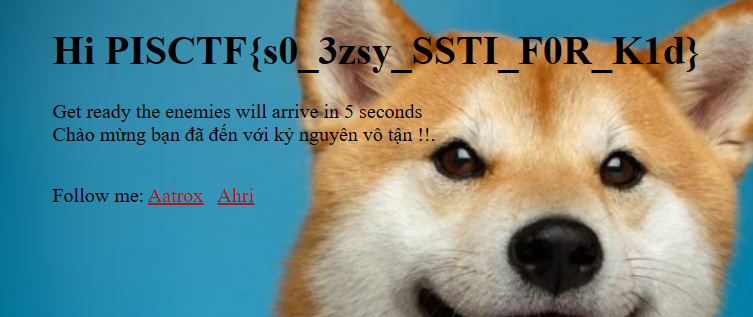 Hi PISCTF{s0_3zsy_SSTI_F0R_K1d}
Get ready the enemies will arrive in 5 seconds
Chào mừng bạn đã đến với kỷ nguyên vô tận !!.
Follow me: Aatrox Ahri